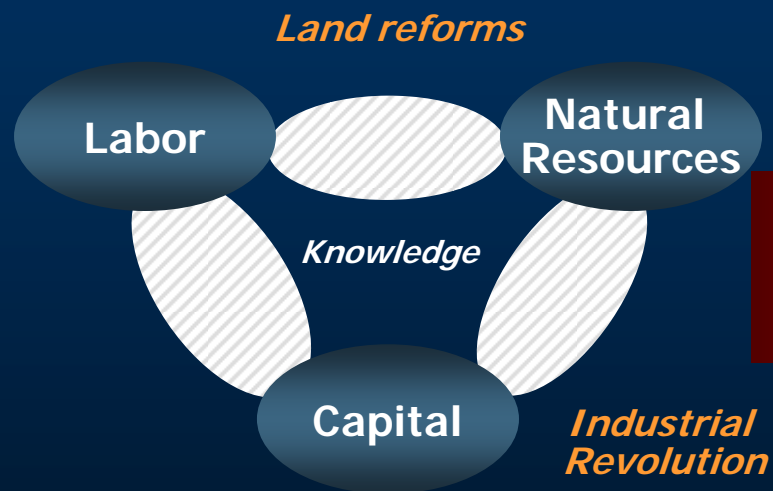 Land reforms
Labor
Natural
Resources
Knowledge
Capital
Industrial
Revolution